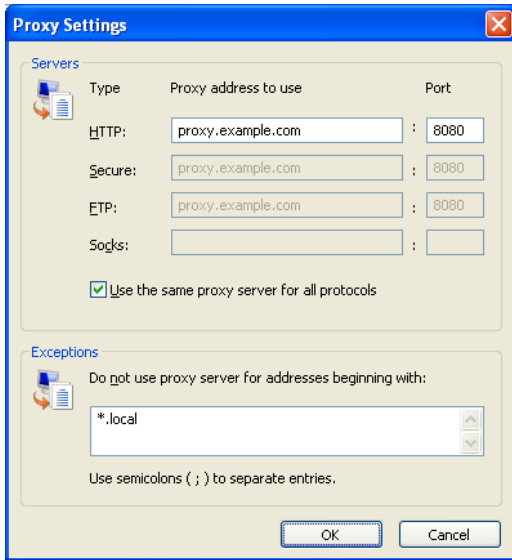 Proxy Settings
Servers
Type Proxy address to use Port
HTTP: proxy.example.com : 8080
Secure: proxy.example.com : 8080
FTP: proxy.example.com : 8080
Socks: :
Use the same proxy server for all protocols
Exceptions
Do not use proxy server for addresses beginning with:
*.local
Use semicolons ( ; ) to separate entries.
OK Cancel